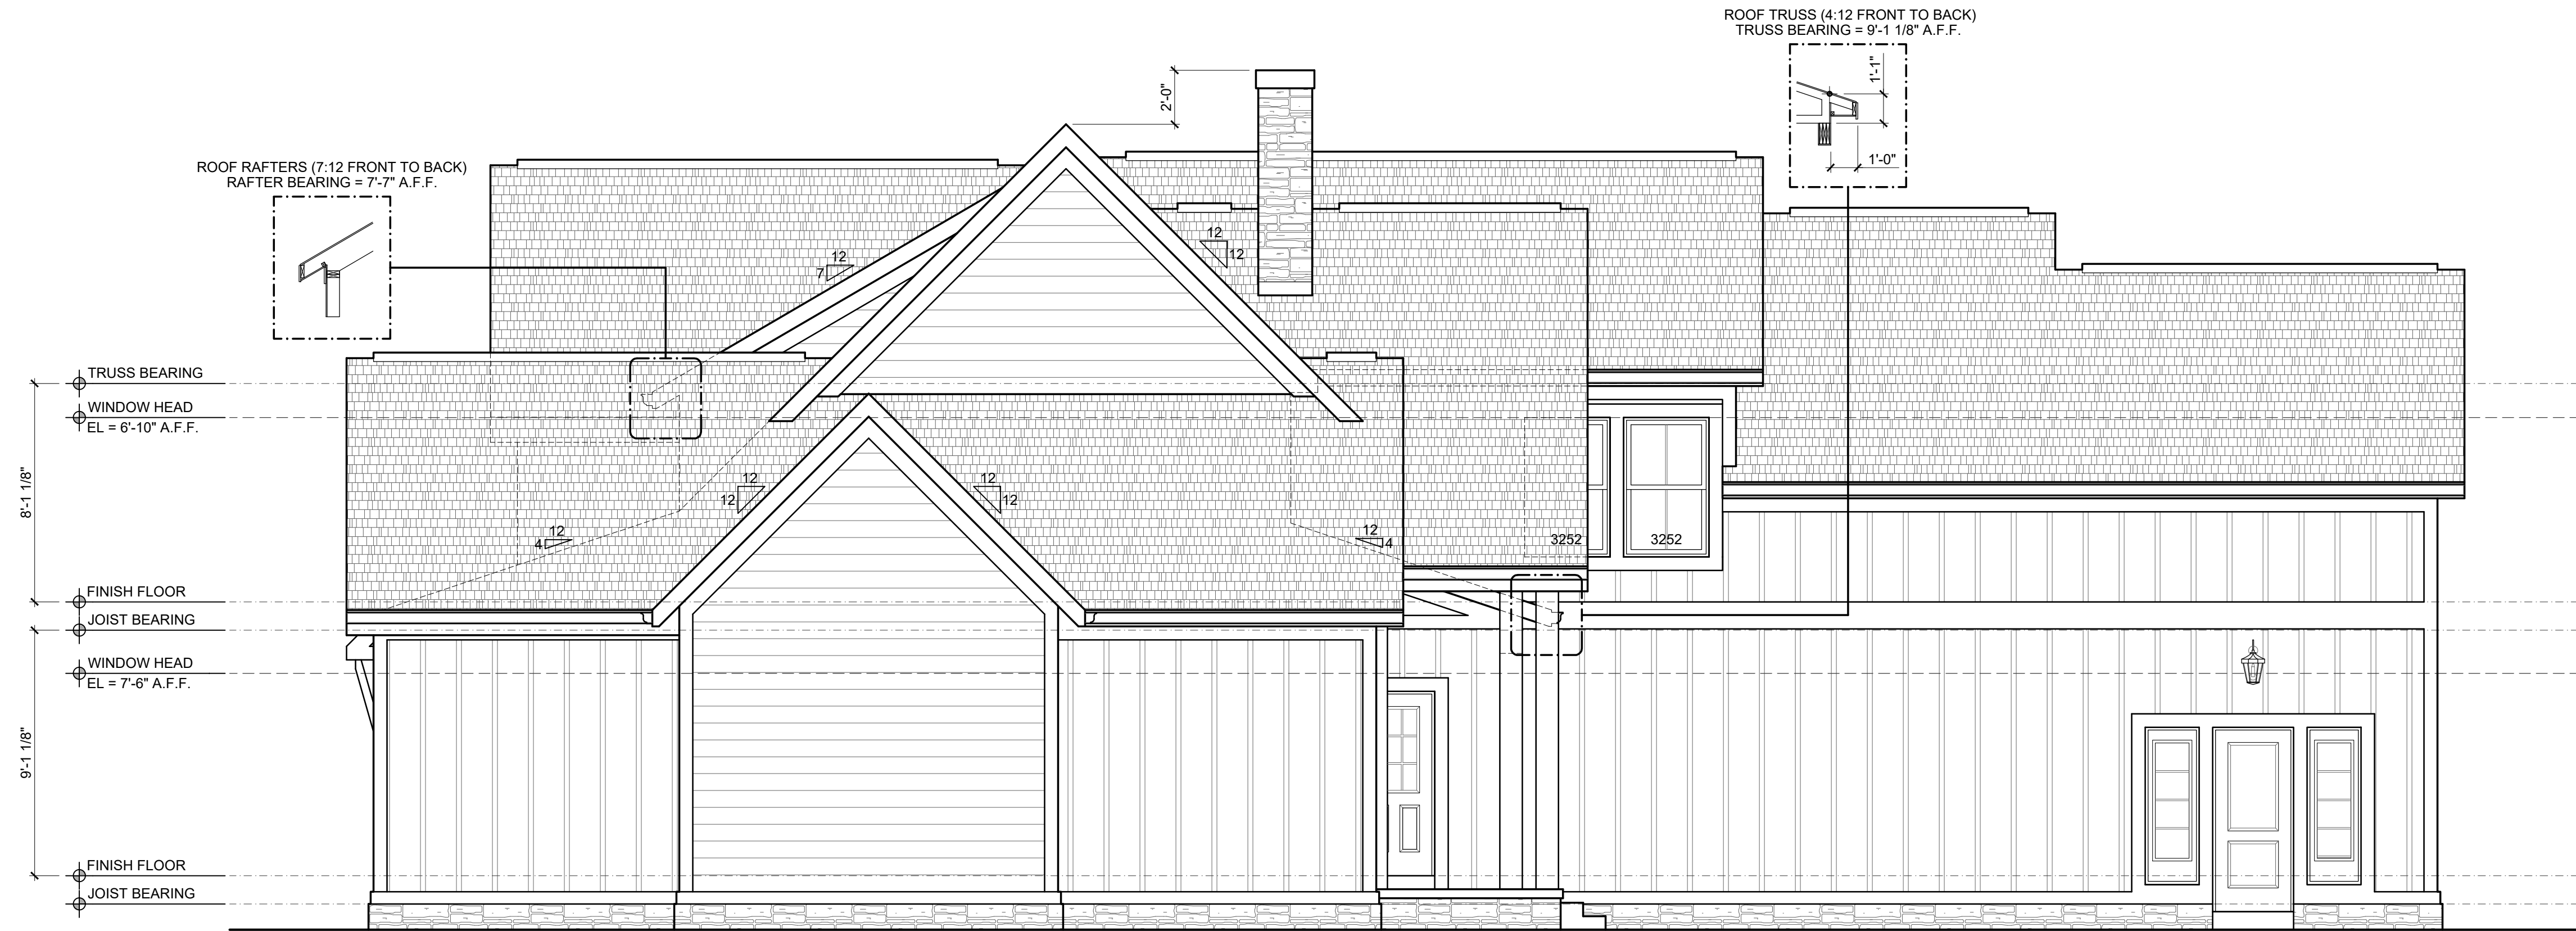 ROOF TRUSS (4:12 FRONT TO BACK)
TRUSS BEARING = 9'-1 1/8" A.F.F.
1'-1"
1'-0"
2'-0"
ROOF RAFTERS (7:12 FRONT TO BACK)
RAFTER BEARING = 7'-7" A.F.F.
12
7
12
12
TRUSS BEARING
WINDOW HEAD
EL = 6'-10" A.F.F.
8'-1 1/8"
12
12
12
12
12
4
12
4
3252
3252
FINISH FLOOR
JOIST BEARING
WINDOW HEAD
EL = 7'-6" A.F.F.
9'-1 1/8"
FINISH FLOOR
JOIST BEARING